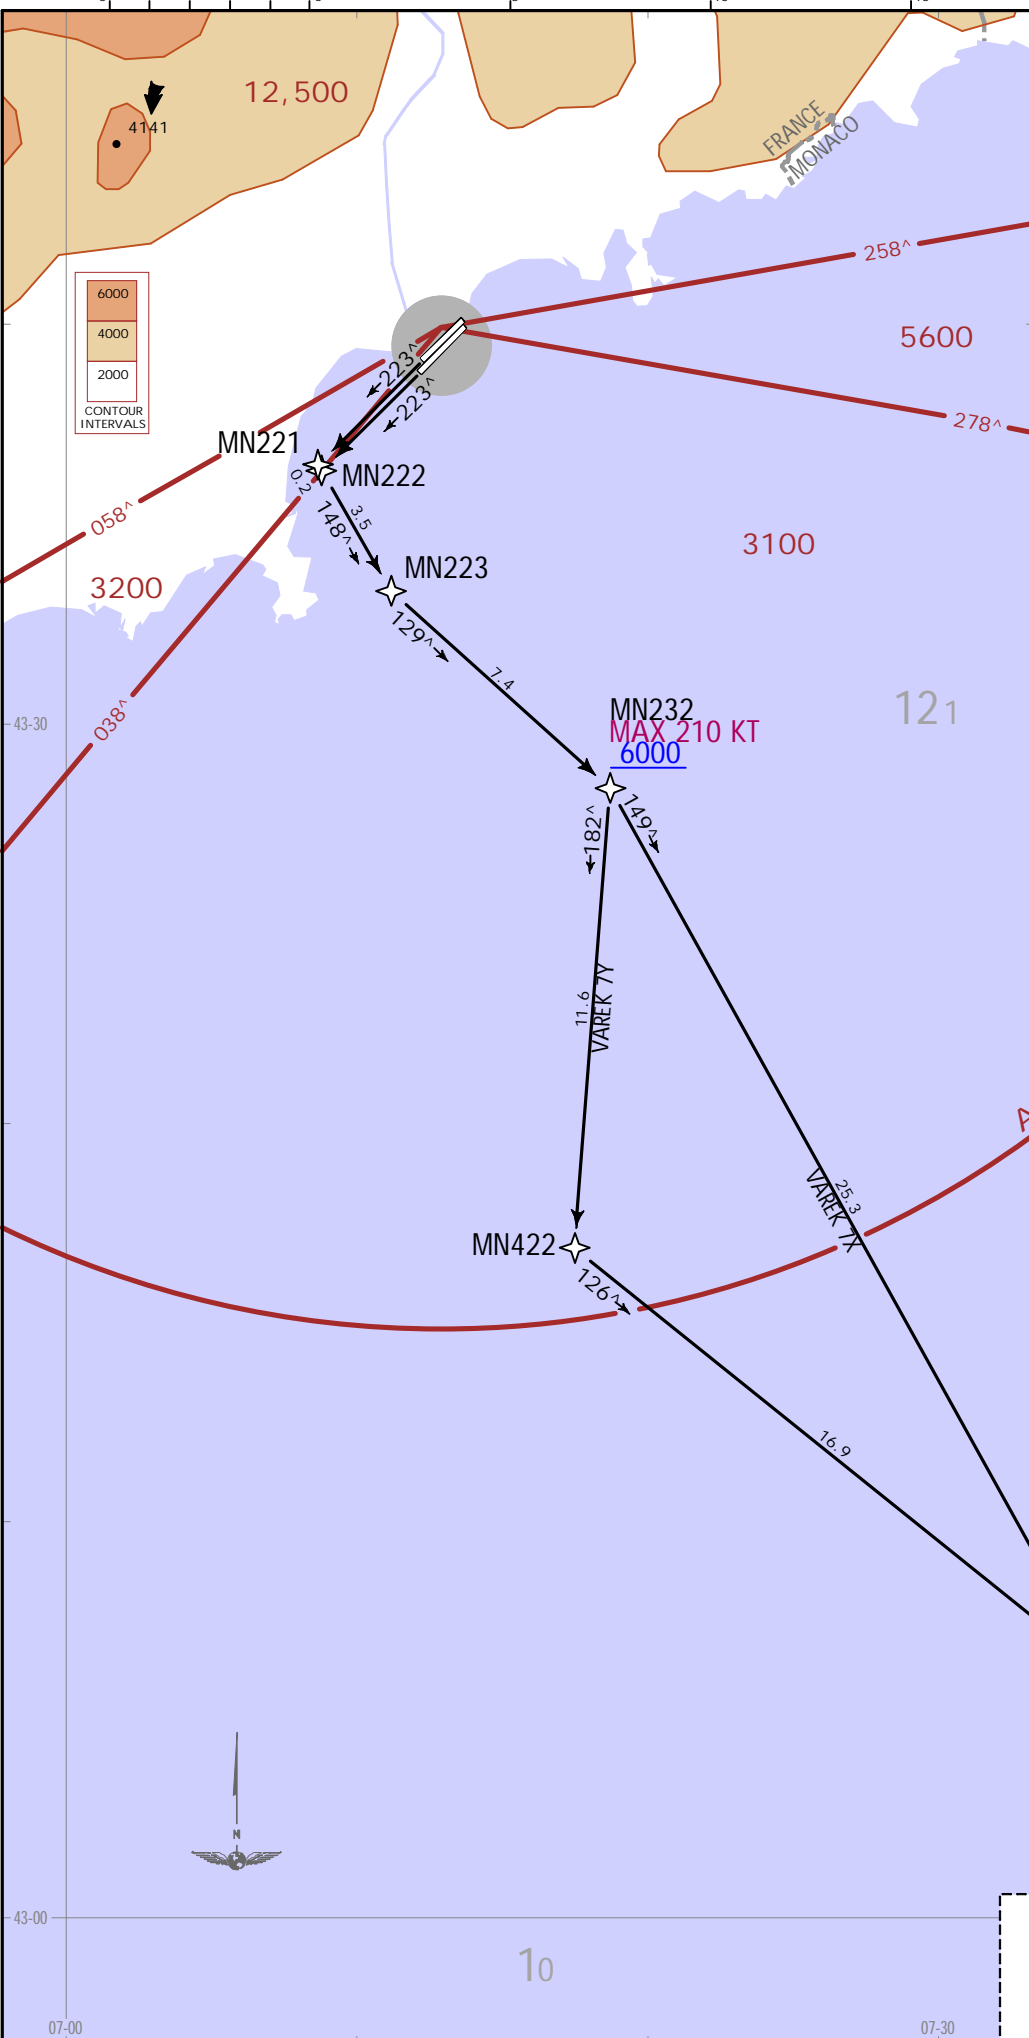 12,500
4141
FRANCE
MONACO
258^
6000
4000
2000
CONTOUR
INTERVALS
5600
223^
223^
278^
MN221
MN222
0.2
3.5
148^
058^
3100
MN223
3200
129^
7.4
038^
43-30
MN232
MAX 210 KT
6000
12₁
182^
149^
11.6
VAREK 7Y
25.3
VAREK 7X
MN422
126^
16.9
N
43-00
1₀
07-00
07-30